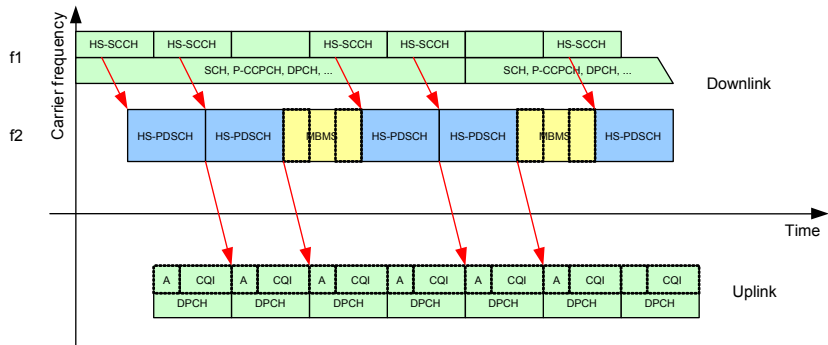 Carrier frequency
f1
HS-SCCH HS-SCCH HS-SCCH HS-SCCH HS-SCCH
SCH, P-CCPCH, DPCH, ... SCH, P-CCPCH, DPCH, ...
Downlink
f2
HS-PDSCH HS-PDSCH MBMS HS-PDSCH HS-PDSCH MBMS HS-PDSCH
Time
A CQI A CQI A CQI A CQI A CQI A CQI CQI
DPCH DPCH DPCH DPCH DPCH DPCH DPCH
Uplink